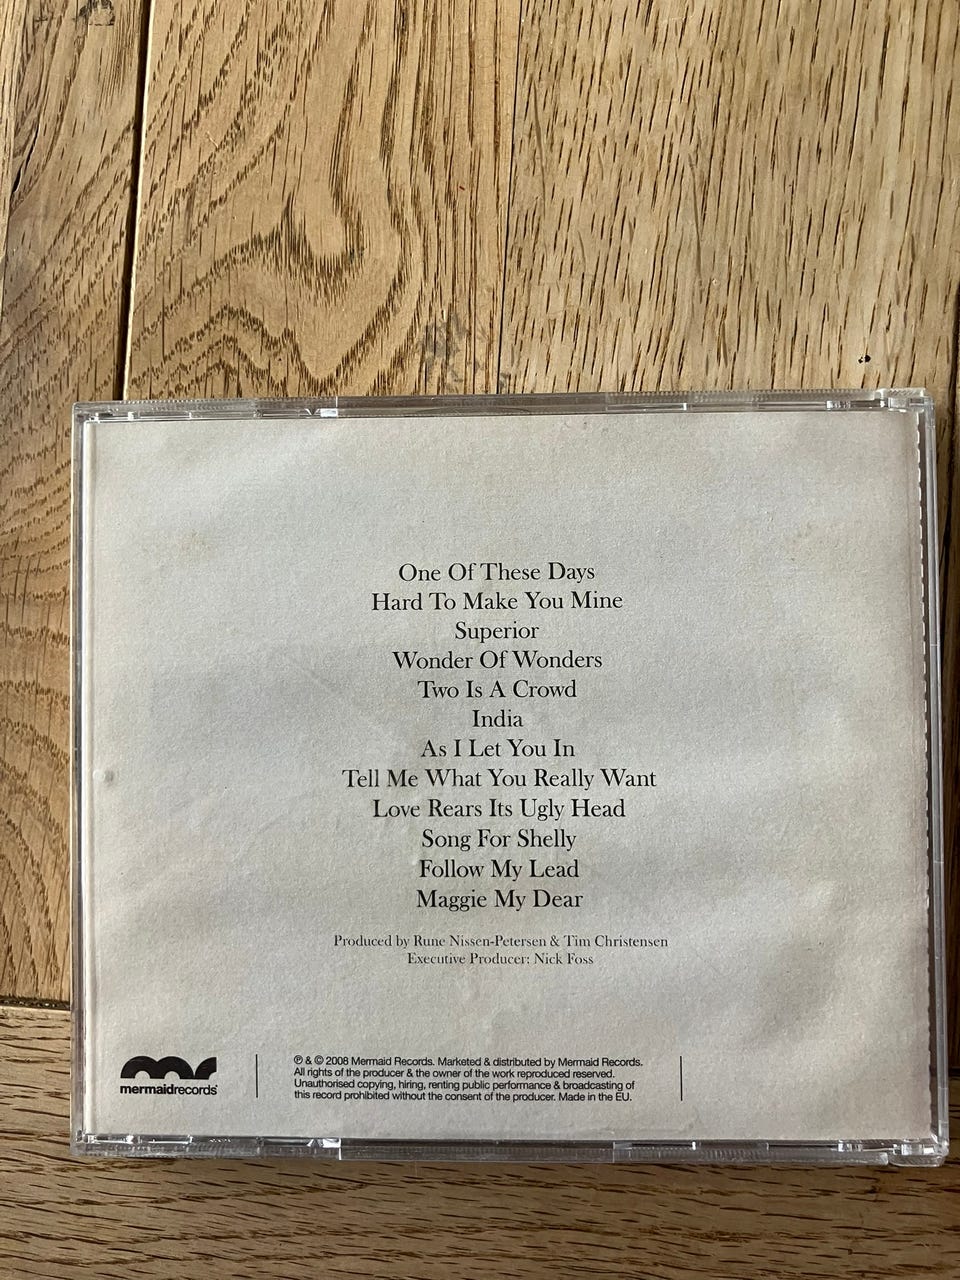 One Of These Days
Hard To Make You Mine
Superior
Wonder Of Wonders
Two Is A Crowd
India
As I Let You In
Tell Me What You Really Want
Love Rears Its Ugly Head
Song For Shelly
Follow My Lead
Maggie My Dear
Produced by Rune Nissen-Petersen & Tim Christensen
Executive Producer: Nick Foss
mermaidrecords
℗ & © 2008 Mermaid Records. Marketed & distributed by Mermaid Records.
All rights of the producer & the owner of the work reproduced reserved.
Unauthorised copying, hiring, renting public performance & broadcasting of
this record prohibited without the consent of the producer. Made in the EU.